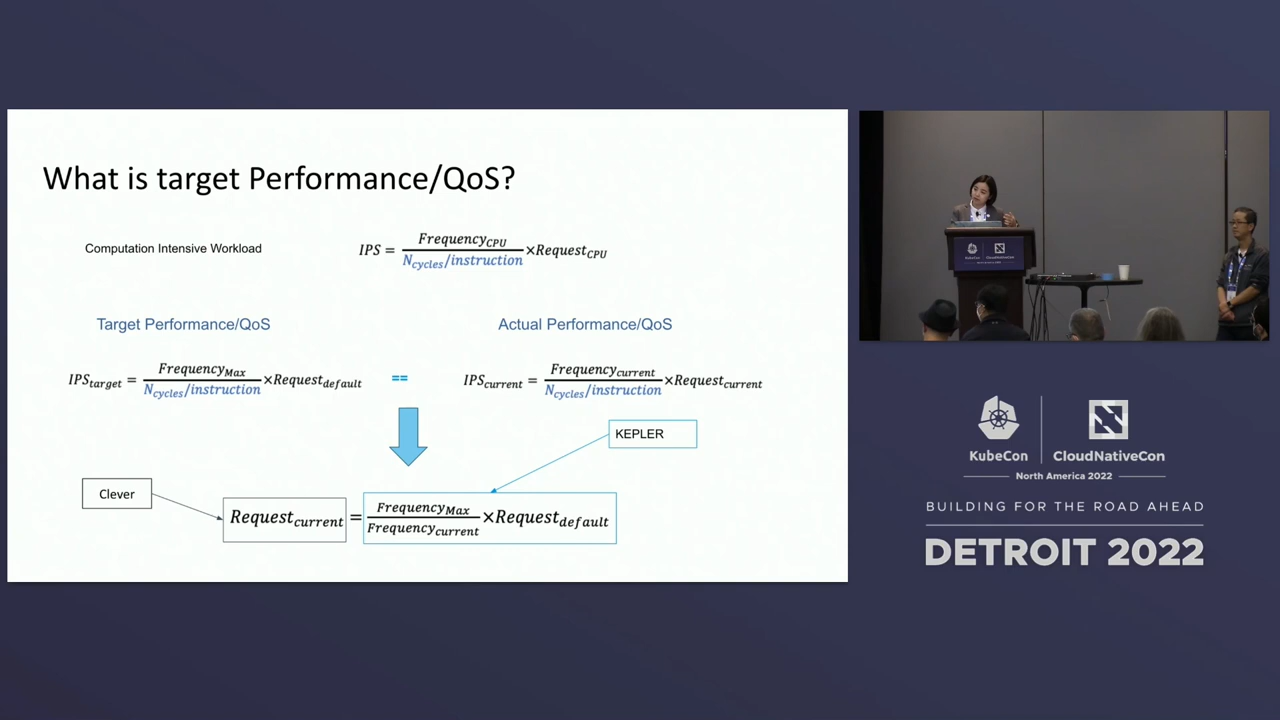 What is target Performance/QoS?
Computation Intensive Workload
IPS = Frequency_CPU / N_cycles/instruction × Request_CPU
Target Performance/QoS
Actual Performance/QoS
IPS_target = Frequency_Max / N_cycles/instruction × Request_default
==
IPS_current = Frequency_current / N_cycles/instruction × Request_current
KEPLER
Clever
Request_current = Frequency_Max / Frequency_current × Request_default
KubeCon
CloudNativeCon
KubeCon
CloudNativeCon
North America 2022
BUILDING FOR THE ROAD AHEAD
DETROIT 2022